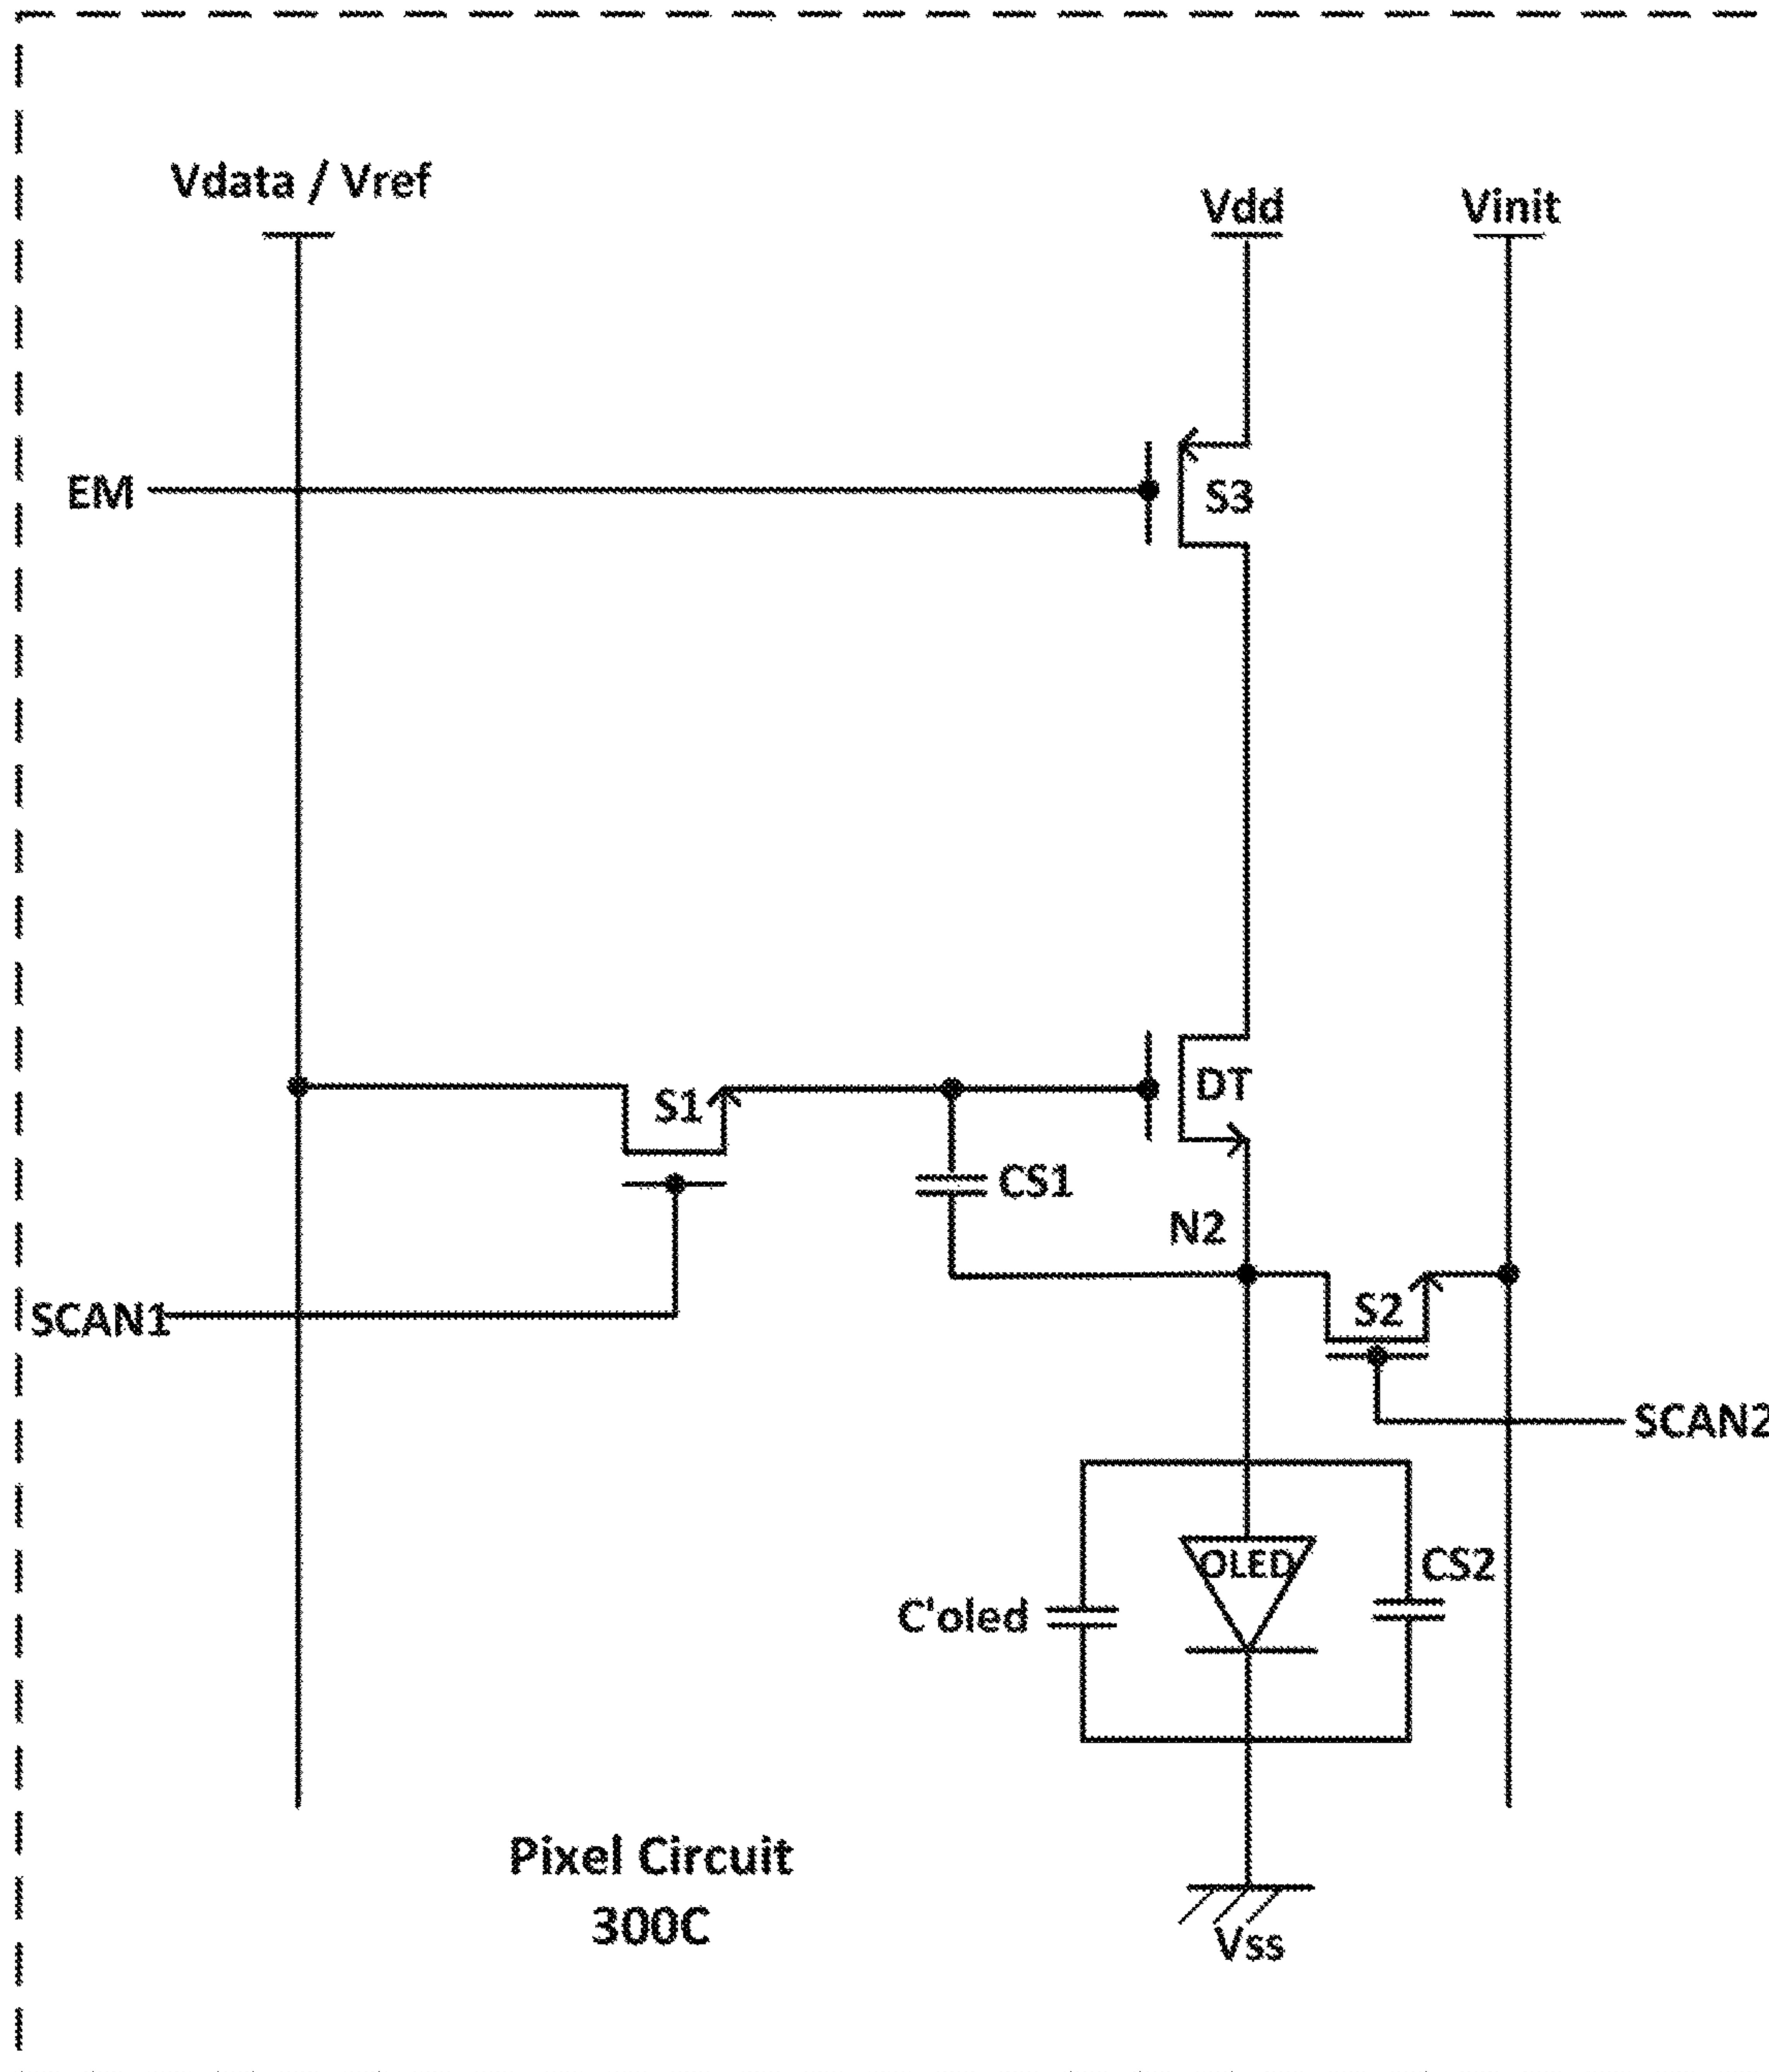 Vdata / Vref
Vdd
Vinit
EM
S3
DT
S1
CS1
N2
S2
SCAN1
SCAN2
OLED
CS2
C'oled
Pixel Circuit
300C
Vss